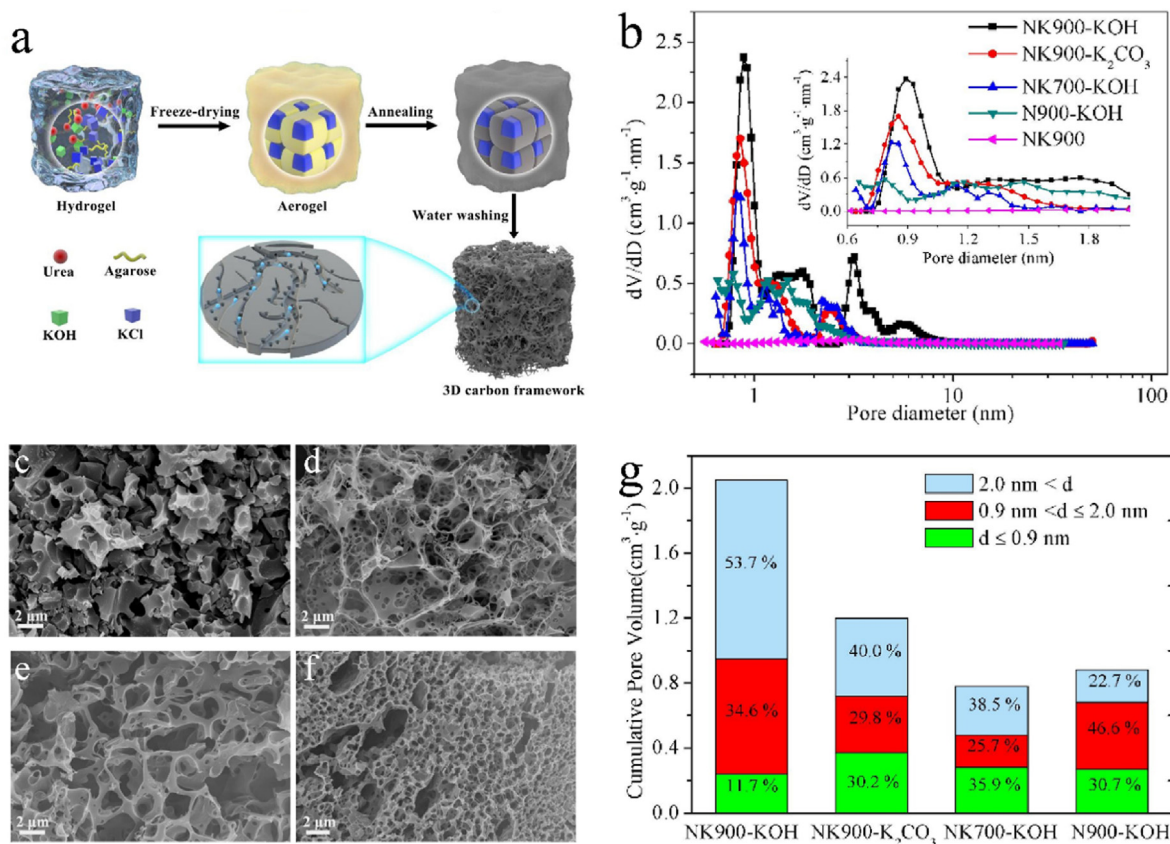 a
Freeze-drying
Annealing
Hydrogel
Aerogel
Water washing
Urea
Agarose
KOH
KCl
3D carbon framework
b
dV/dD (cm³·g⁻¹·nm⁻¹)
2.5
2.0
1.5
1.0
0.5
0.0
1
10
100
Pore diameter (nm)
NK900-KOH
NK900-K₂CO₃
NK700-KOH
N900-KOH
NK900
dV/dD (cm³·g⁻¹·nm⁻¹)
2.4
1.8
1.2
0.6
0.0
0.6
0.9
1.2
1.5
1.8
Pore diameter (nm)
c
2 μm
d
2 μm
e
2 μm
f
2 μm
g
Cumulative Pore Volume(cm³·g⁻¹)
2.0
1.6
1.2
0.8
0.4
0.0
2.0 nm < d
0.9 nm <d ≤ 2.0 nm
d ≤ 0.9 nm
53.7 %
34.6 %
11.7 %
40.0 %
29.8 %
30.2 %
38.5 %
25.7 %
35.9 %
22.7 %
46.6 %
30.7 %
NK900-KOH
NK900-K₂CO₃
NK700-KOH
N900-KOH